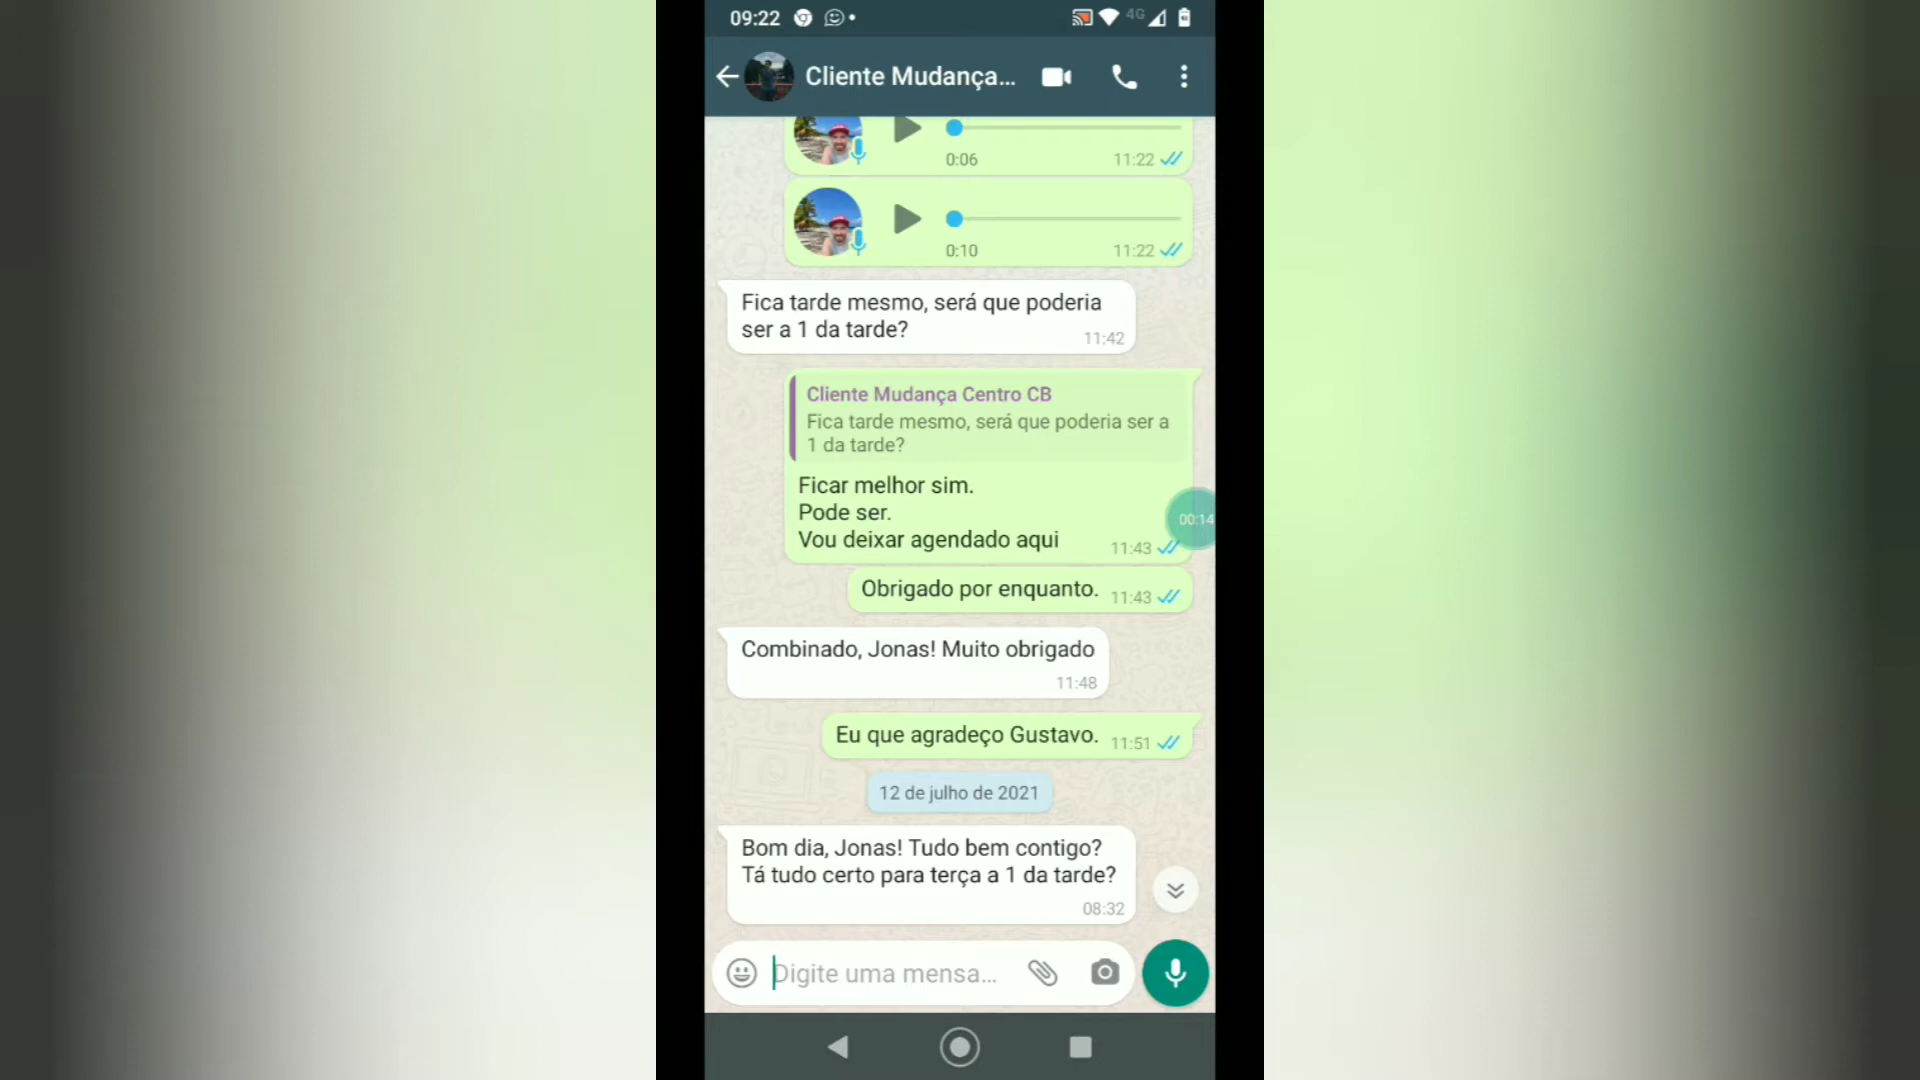 09:22
4G
Cliente Mudança...
0:06
11:22
0:10
11:22
Fica tarde mesmo, será que poderia
ser a 1 da tarde?
11:42
Cliente Mudança Centro CB
Fica tarde mesmo, será que poderia ser a
1 da tarde?
Ficar melhor sim.
Pode ser.
Vou deixar agendado aqui
11:43
00:14
Obrigado por enquanto.
11:43
Combinado, Jonas! Muito obrigado
11:48
Eu que agradeço Gustavo.
11:51
12 de julho de 2021
Bom dia, Jonas! Tudo bem contigo?
Tá tudo certo para terça a 1 da tarde?
08:32
Digite uma mensa...